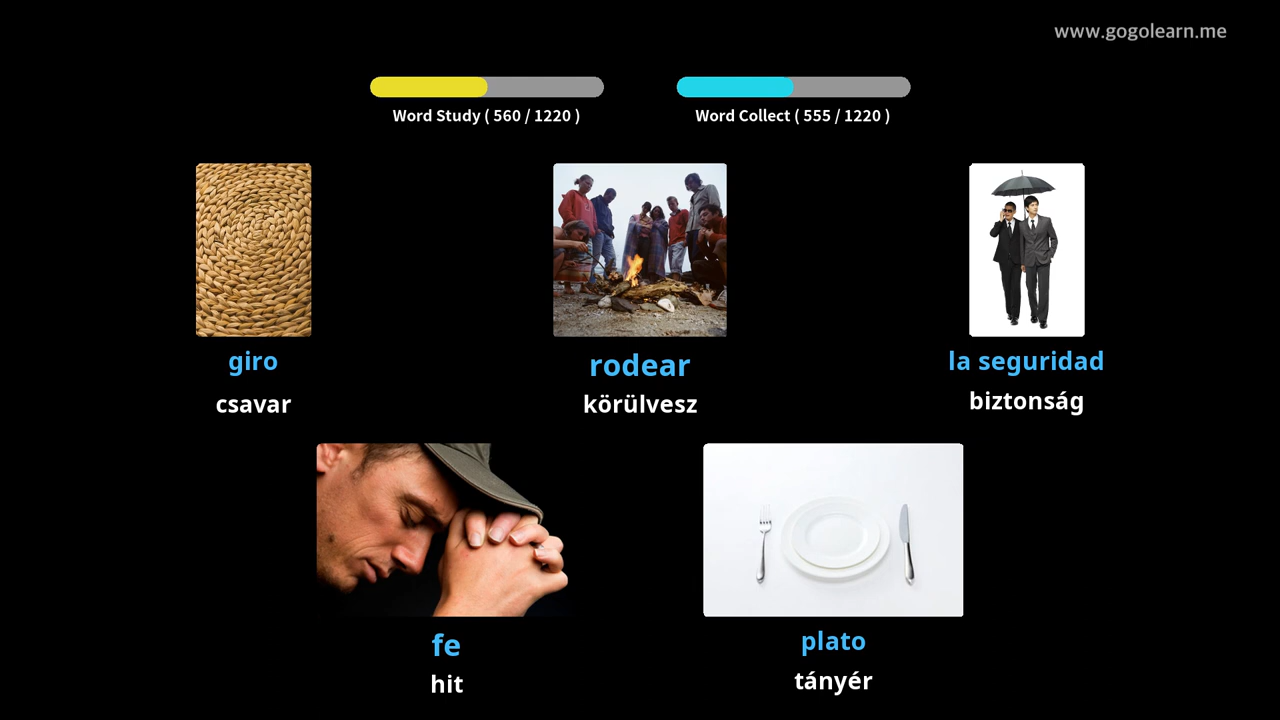 www.gogolearn.me
Word Study ( 560 / 1220 )
Word Collect ( 555 / 1220 )
giro
csavar
rodear
körülvesz
la seguridad
biztonság
fe
hit
plato
tányér